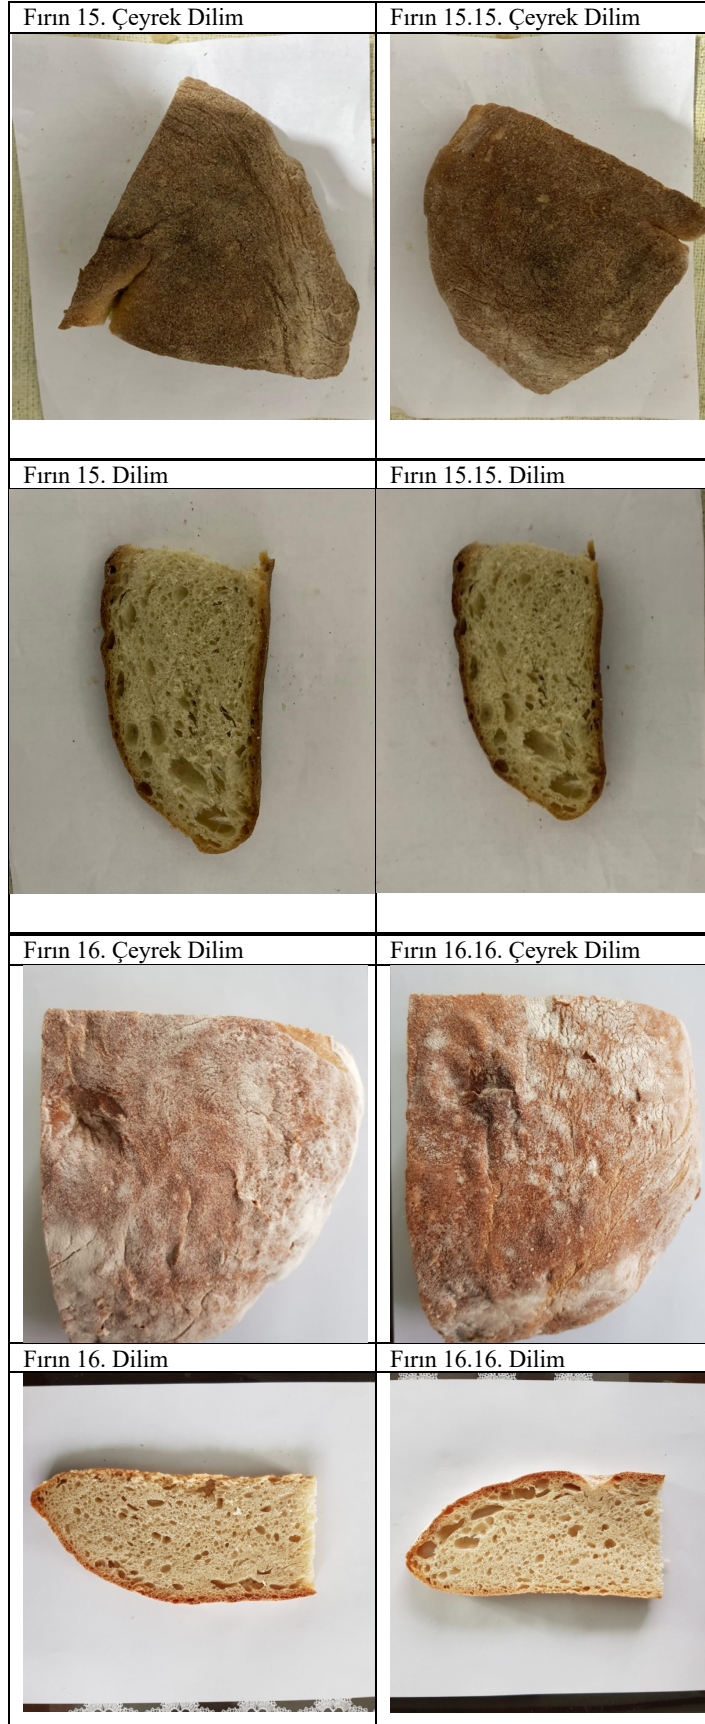 Fırın 15. Çeyrek Dilim
Fırın 15.15. Çeyrek Dilim
Fırın 15. Dilim
Fırın 15.15. Dilim
Fırın 16. Çeyrek Dilim
Fırın 16.16. Çeyrek Dilim
Fırın 16. Dilim
Fırın 16.16. Dilim